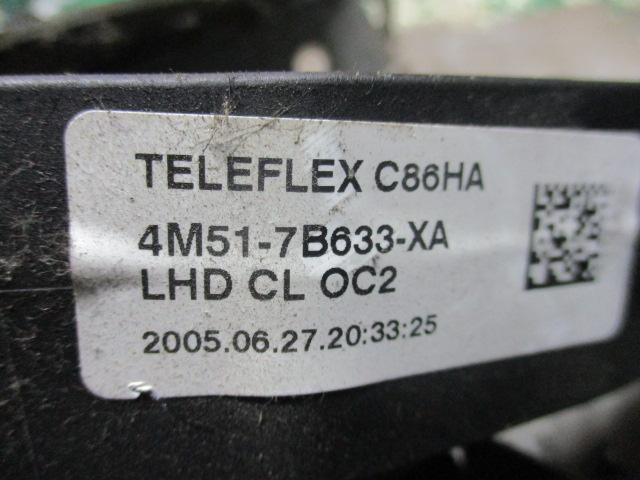 TELEFLEX C86HA
4M51-7B633-XA
LHD CL OC2
2005.06.27.20:33:25